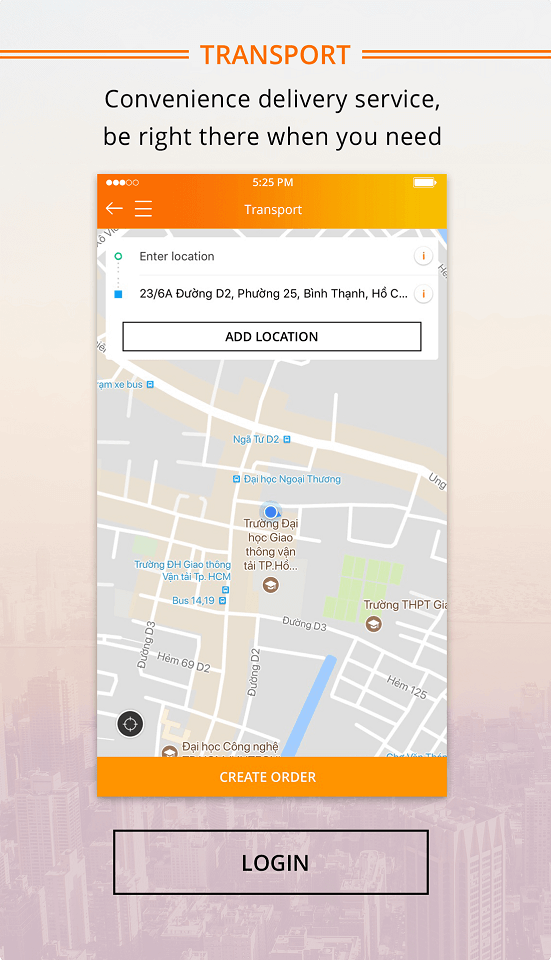 TRANSPORT
Convenience delivery service,
be right there when you need
5:25 PM
Transport
Enter location
i
23/6A Đường D2, Phường 25, Bình Thạnh, Hồ C...
i
ADD LOCATION
ạm xe bus
Ngã Tư D2
Đại học Ngoại Thương
Ung
Trường Đại
học Giao
thông vận
tải TP.Hồ...
Trường ĐH Giao thông
Vận tải Tp. HCM
Bus 14,19
Trường THPT Gia
Đường D3
Đường D3
Hẻm 69 D2
Đường D2
Hẻm 125
Đại học Công nghệ
Chợ Văn Thánh
CREATE ORDER
LOGIN